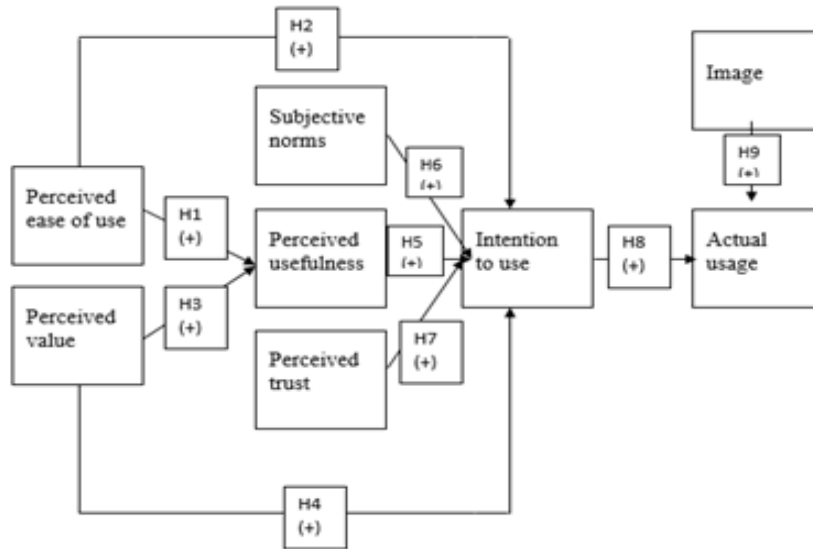 H2
(+)
Image
Subjective
norms
H6
(+)
H9
(+)
Perceived
ease of use
H1
(+)
Perceived
usefulness
H5
(+)
Intention
to use
H8
(+)
Actual
usage
Perceived
value
H3
(+)
Perceived
trust
H7
(+)
H4
(+)